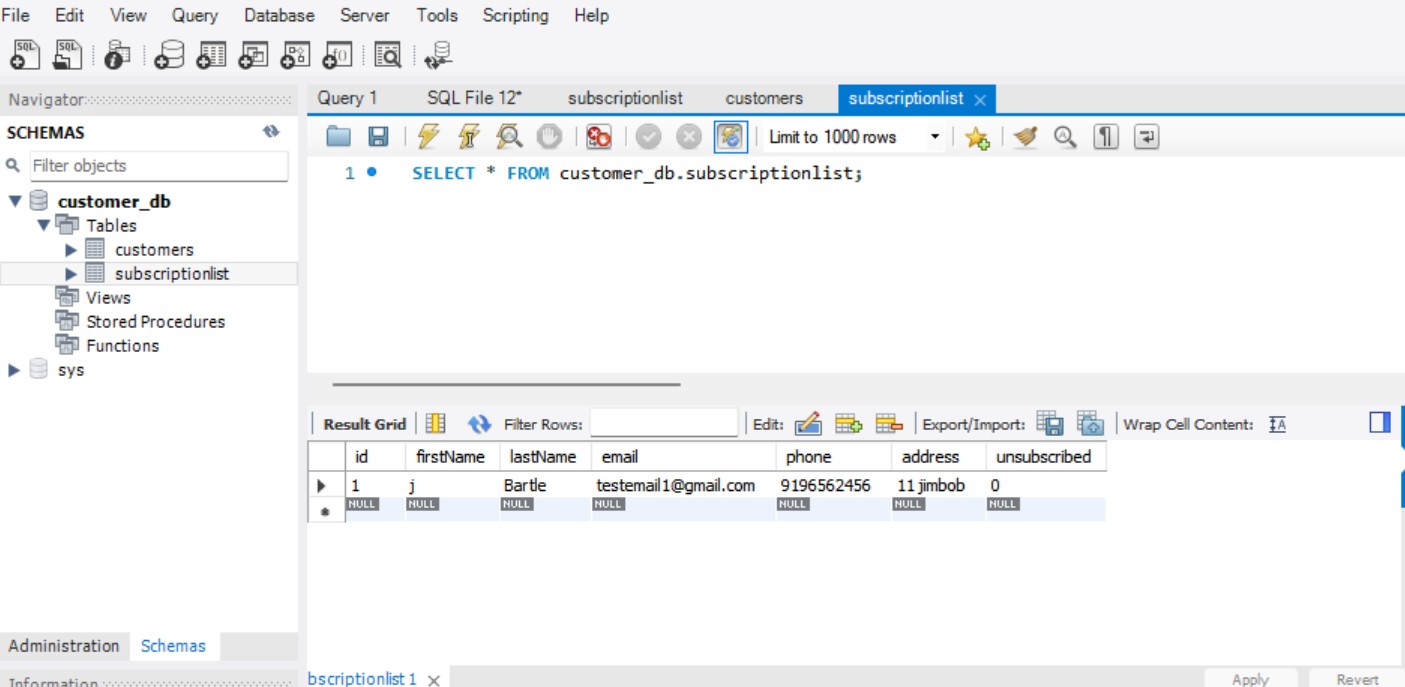 File Edit View Query Database Server Tools Scripting Help
SQL SQL
Navigator
SCHEMAS
Filter objects
customer_db
Tables
customers
subscriptionlist
Views
Stored Procedures
Functions
sys
Administration Schemas
Information
Query 1 SQL File 12* subscriptionlist customers subscriptionlist
Limit to 1000 rows
1 SELECT * FROM customer_db.subscriptionlist;
Result Grid Filter Rows: Edit: Export/Import: Wrap Cell Content:
id firstName lastName email phone address unsubscribed
1 j Bartle testemail1@gmail.com 9196562456 11 jimbob 0
NULL NULL NULL NULL NULL NULL NULL
bscriptionlist 1 Apply Revert